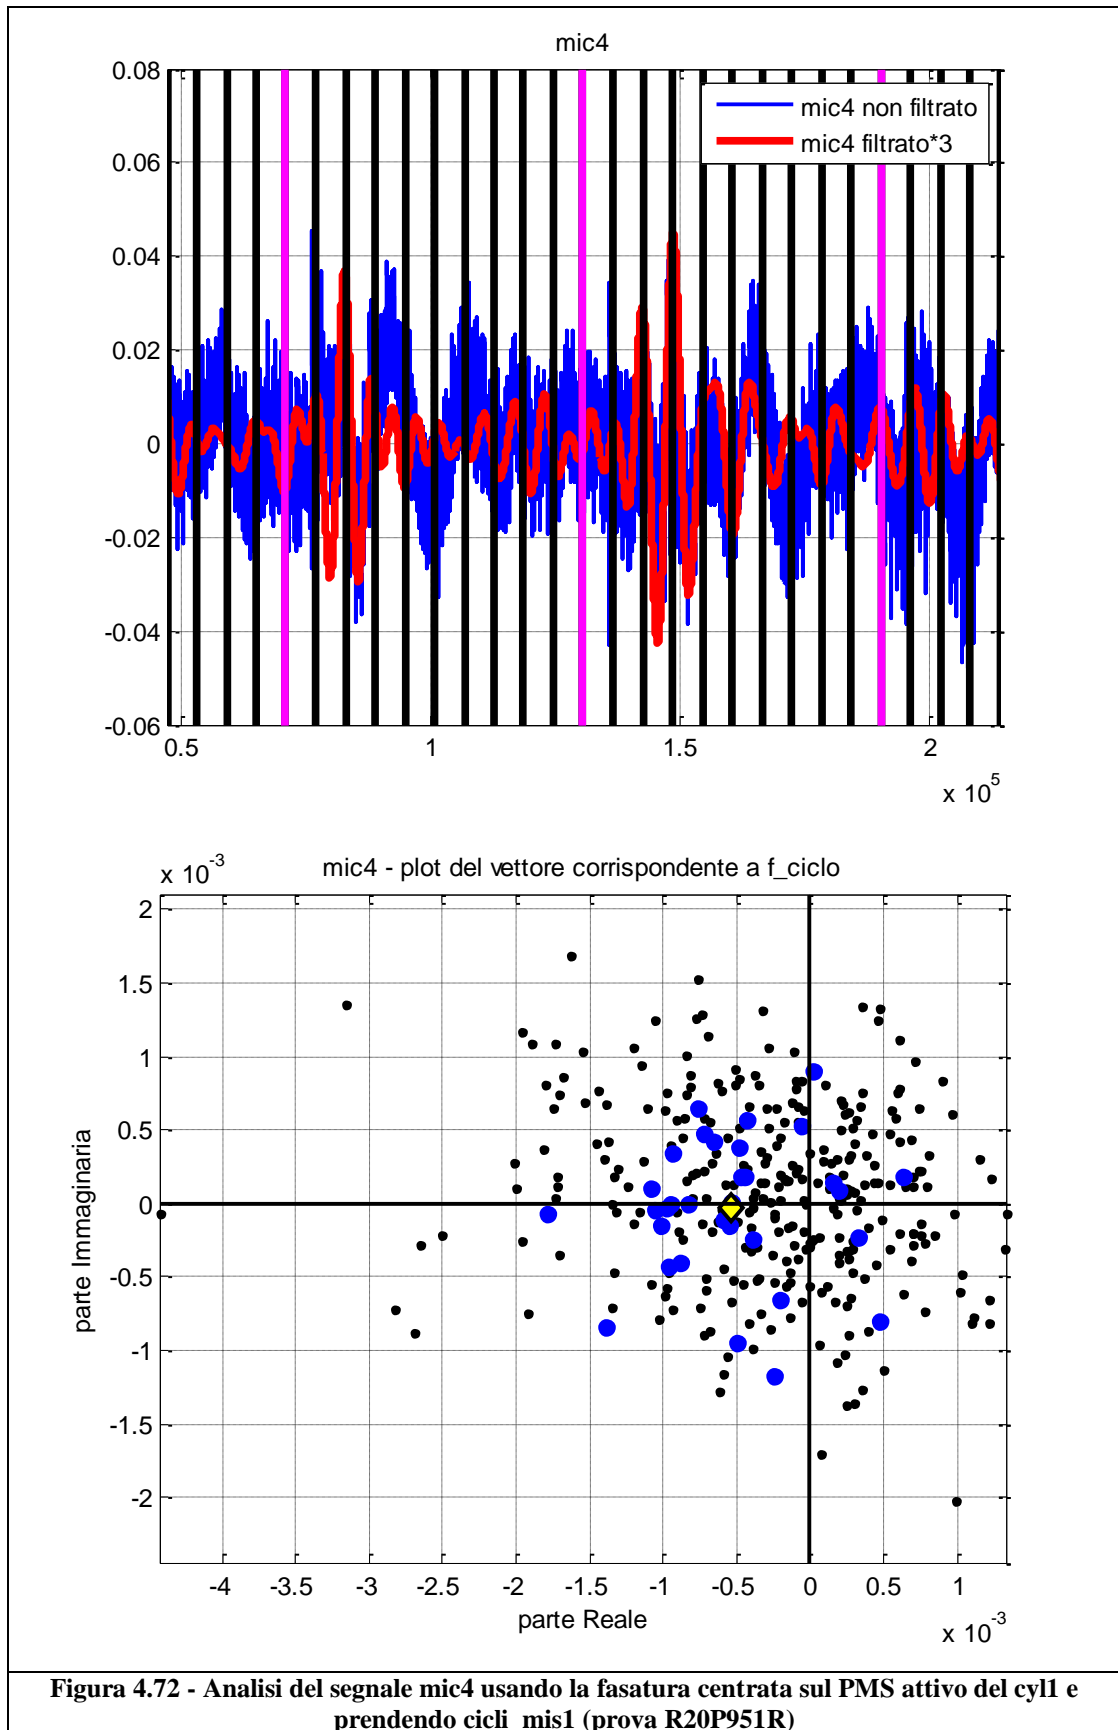 mic4
0.08
0.06
0.04
0.02
0
-0.02
-0.04
-0.06
mic4 non filtrato
mic4 filtrato*3
0.5 1 1.5 2
x 10^5
x 10^-3
mic4 - plot del vettore corrispondente a f_ciclo
2
1.5
1
0.5
0
-0.5
-1
-1.5
-2
parte Immaginaria
-4 -3.5 -3 -2.5 -2 -1.5 -1 -0.5 0 0.5 1
parte Reale
x 10^-3
Figura 4.72 - Analisi del segnale mic4 usando la fasatura centrata sul PMS attivo del cyl1 e
prendendo cicli_mis1 (prova R20P951R)